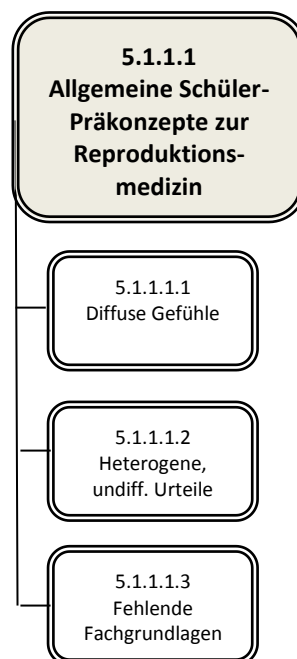 5.1.1.1
Allgemeine Schüler-
Präkonzepte zur
Reproduktions-
medizin
5.1.1.1.1
Diffuse Gefühle
5.1.1.1.2
Heterogene,
undiff. Urteile
5.1.1.1.3
Fehlende
Fachgrundlagen